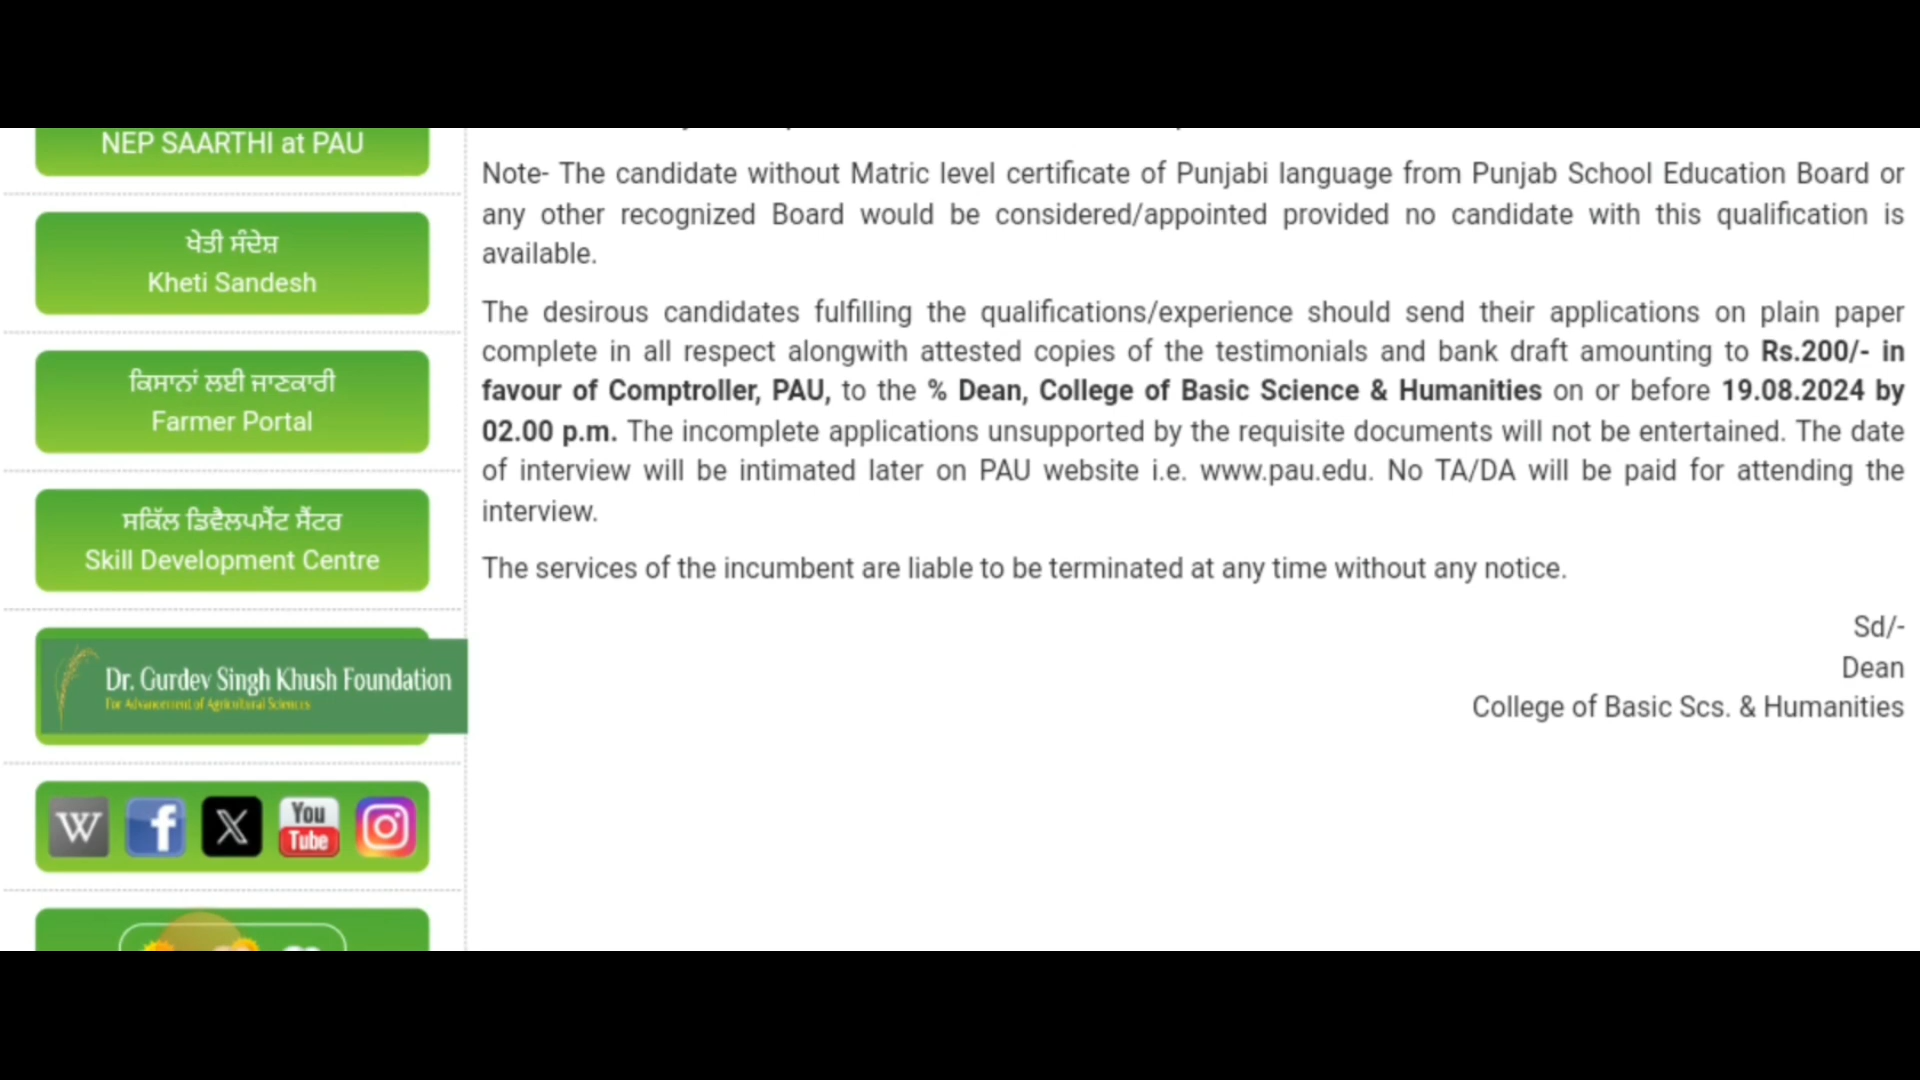 NEP SAARTHI at PAU
ਖੇਤੀ ਸੰਦੇਸ਼
Kheti Sandesh
ਕਿਸਾਨਾਂ ਲਈ ਜਾਣਕਾਰੀ
Farmer Portal
ਸਕਿੱਲ ਡਿਵੈਲਪਮੈਂਟ ਸੈਂਟਰ
Skill Development Centre
Dr. Gurdev Singh Khush Foundation
For Advancement of Agricultural Sciences
W
f
X
You
Tube
Note- The candidate without Matric level certificate of Punjabi language from Punjab School Education Board or
any other recognized Board would be considered/appointed provided no candidate with this qualification is
available.
The desirous candidates fulfilling the qualifications/experience should send their applications on plain paper
complete in all respect alongwith attested copies of the testimonials and bank draft amounting to Rs.200/- in
favour of Comptroller, PAU, to the % Dean, College of Basic Science & Humanities on or before 19.08.2024 by
02.00 p.m. The incomplete applications unsupported by the requisite documents will not be entertained. The date
of interview will be intimated later on PAU website i.e. www.pau.edu. No TA/DA will be paid for attending the
interview.
The services of the incumbent are liable to be terminated at any time without any notice.
Sd/-
Dean
College of Basic Scs. & Humanities